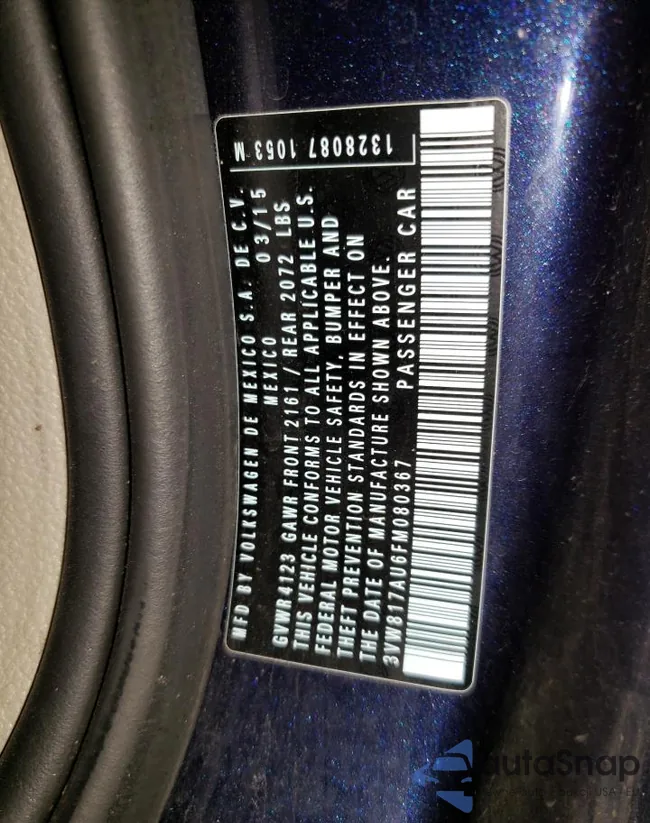 MFD BY VOLKSWAGEN DE MEXICO S.A. DE C.V.
MEXICO 03/15
GVWR4123 GAWR FRONT 2161 / REAR 2072 LBS
THIS VEHICLE CONFORMS TO ALL APPLICABLE U.S.
FEDERAL MOTOR VEHICLE SAFETY, BUMPER AND
THEFT PREVENTION STANDARDS IN EFFECT ON
THE DATE OF MANUFACTURE SHOWN ABOVE.
3VW817AU6FM080367 PASSENGER CAR
1328087 1053 M
autoSnap